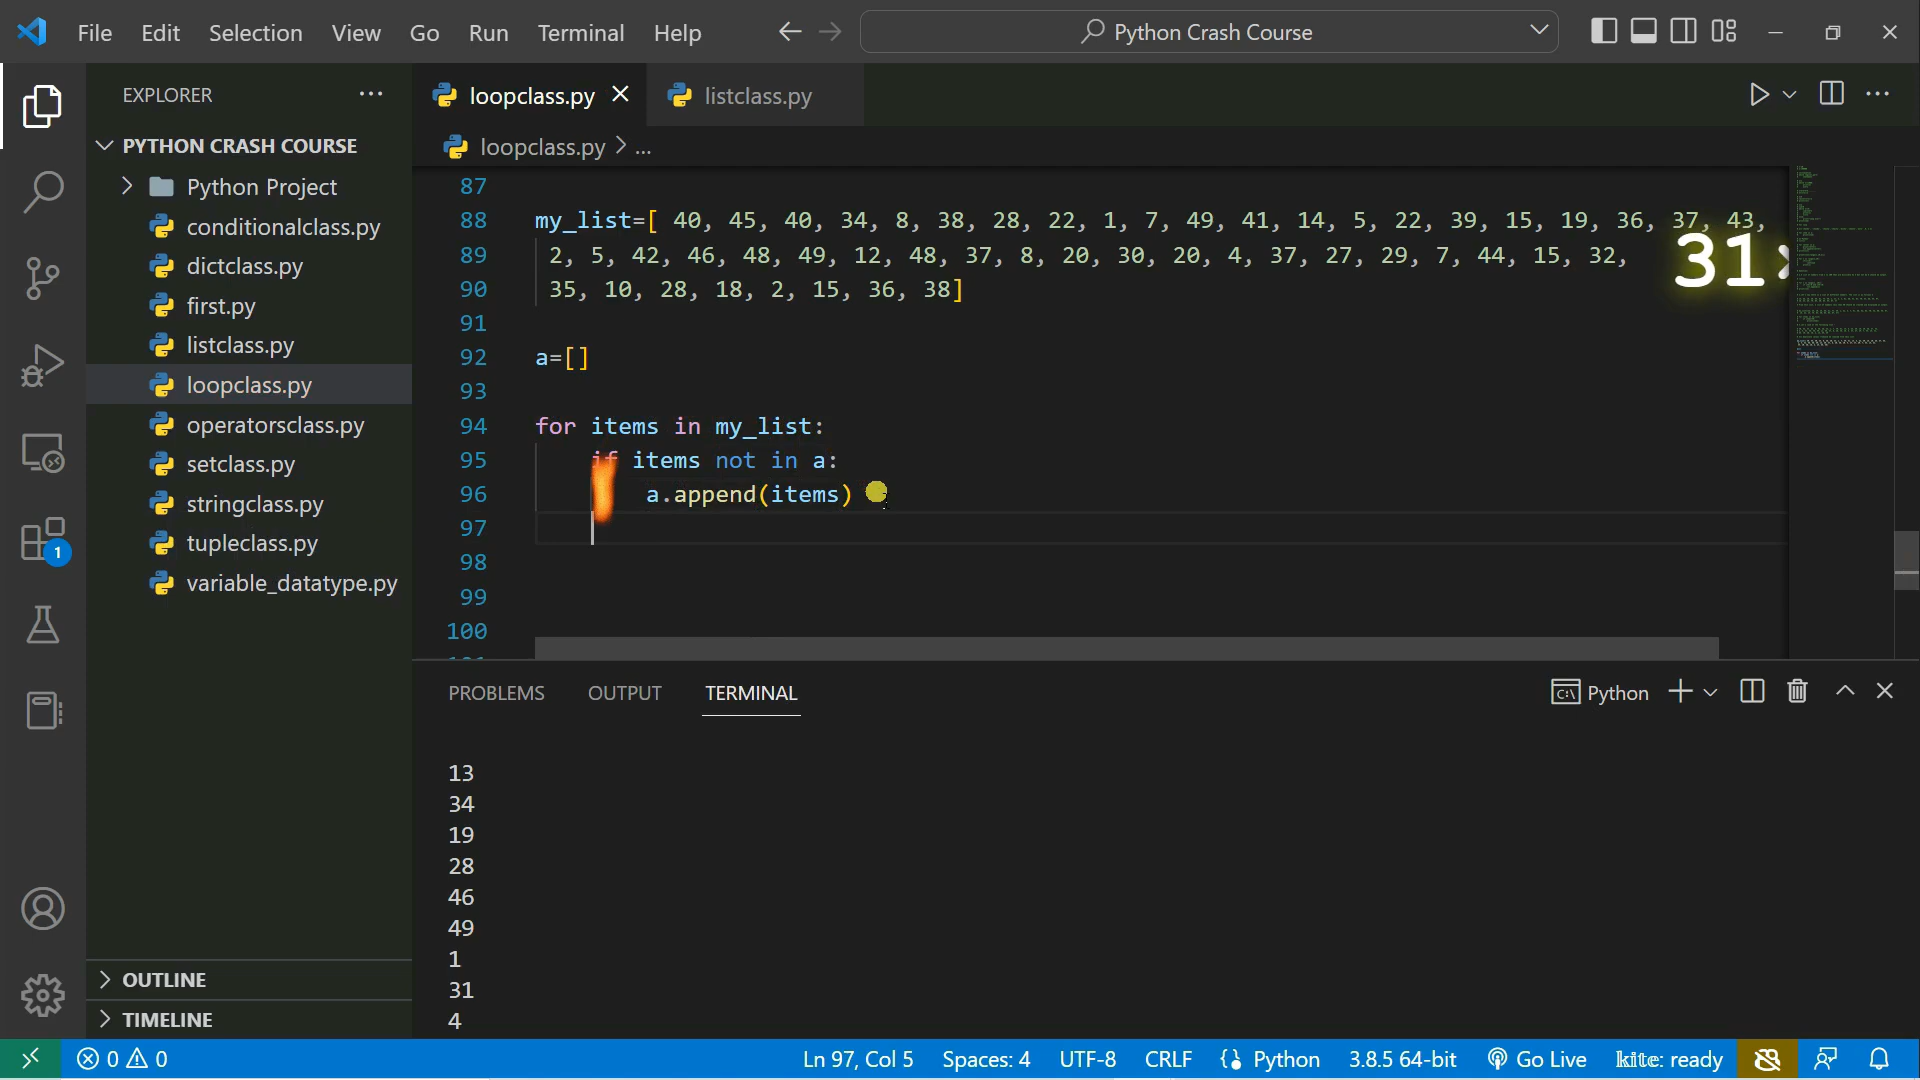 File Edit Selection View Go Run Terminal Help
Python Crash Course
EXPLORER
PYTHON CRASH COURSE
Python Project
conditionalclass.py
dictclass.py
first.py
listclass.py
loopclass.py
operatorsclass.py
setclass.py
stringclass.py
tupleclass.py
variable_datatype.py
OUTLINE
TIMELINE
1
loopclass.py
listclass.py
loopclass.py > ...
87
88 my_list=[ 40, 45, 40, 34, 8, 38, 28, 22, 1, 7, 49, 41, 14, 5, 22, 39, 15, 19, 36, 37, 43,
89 2, 5, 42, 46, 48, 49, 12, 48, 37, 8, 20, 30, 20, 4, 37, 27, 29, 7, 44, 15, 32,
90 35, 10, 28, 18, 2, 15, 36, 38]
91
92 a=[]
93
94 for items in my_list:
95 if items not in a:
96 a.append(items)
97
98
99
100
31
PROBLEMS OUTPUT TERMINAL
Python
13
34
19
28
46
49
1
31
4
0 0 Ln 97, Col 5 Spaces: 4 UTF-8 CRLF Python 3.8.5 64-bit Go Live kite: ready